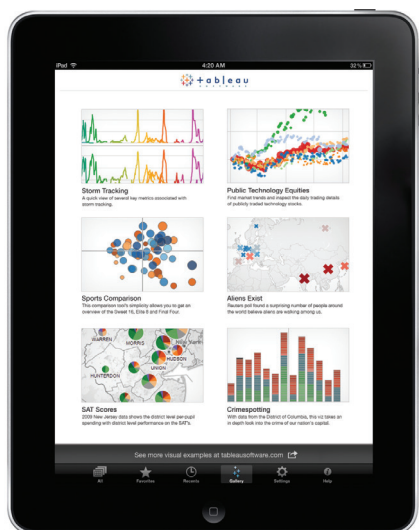 iPad
4:20 AM
32%
+ableau
SOFTWARE
Storm Tracking
A quick view of several key metrics associated with
storm tracking.
Public Technology Equities
Find market trends and inspect the daily trading details
of publicly traded technology stocks.
Sports Comparison
This comparison tool's simplicity allows you to get an
overview of the Sweet 16, Elite 8 and Final Four.
Aliens Exist
Reuters poll found a surprising number of people around
the world believe aliens are walking among us.
WARREN
MORRIS
New York
HUDSON
UNION
HUNTERDON
SAT Scores
2009 New Jersey data shows the district level per-pupil
spending with district level performance on the SAT's.
Crimespotting
With data from the District of Columbia, this viz takes an
in depth look into the crime of our nation's capital.
See more visual examples at tableausoftware.com
All
Favorites
Recents
Gallery
Settings
Help